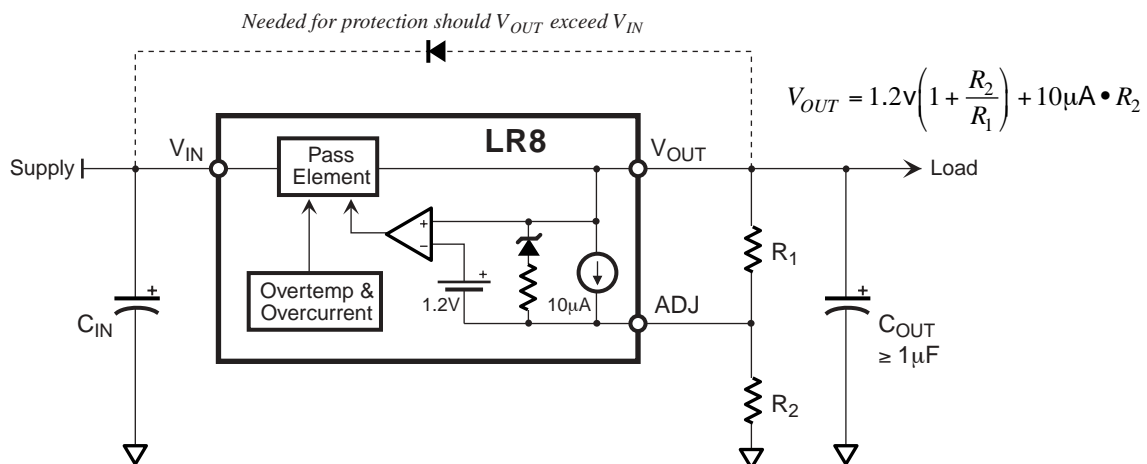 Needed for protection should VOUT exceed VIN
VOUT = 1.2v(1 + R2/R1) + 10μA • R2
LR8
Supply
VIN
Pass
Element
VOUT
Load
+
−
R1
Overtemp &
Overcurrent
+
1.2V
10μA
ADJ
+
CIN
+
COUT
≥ 1μF
R2